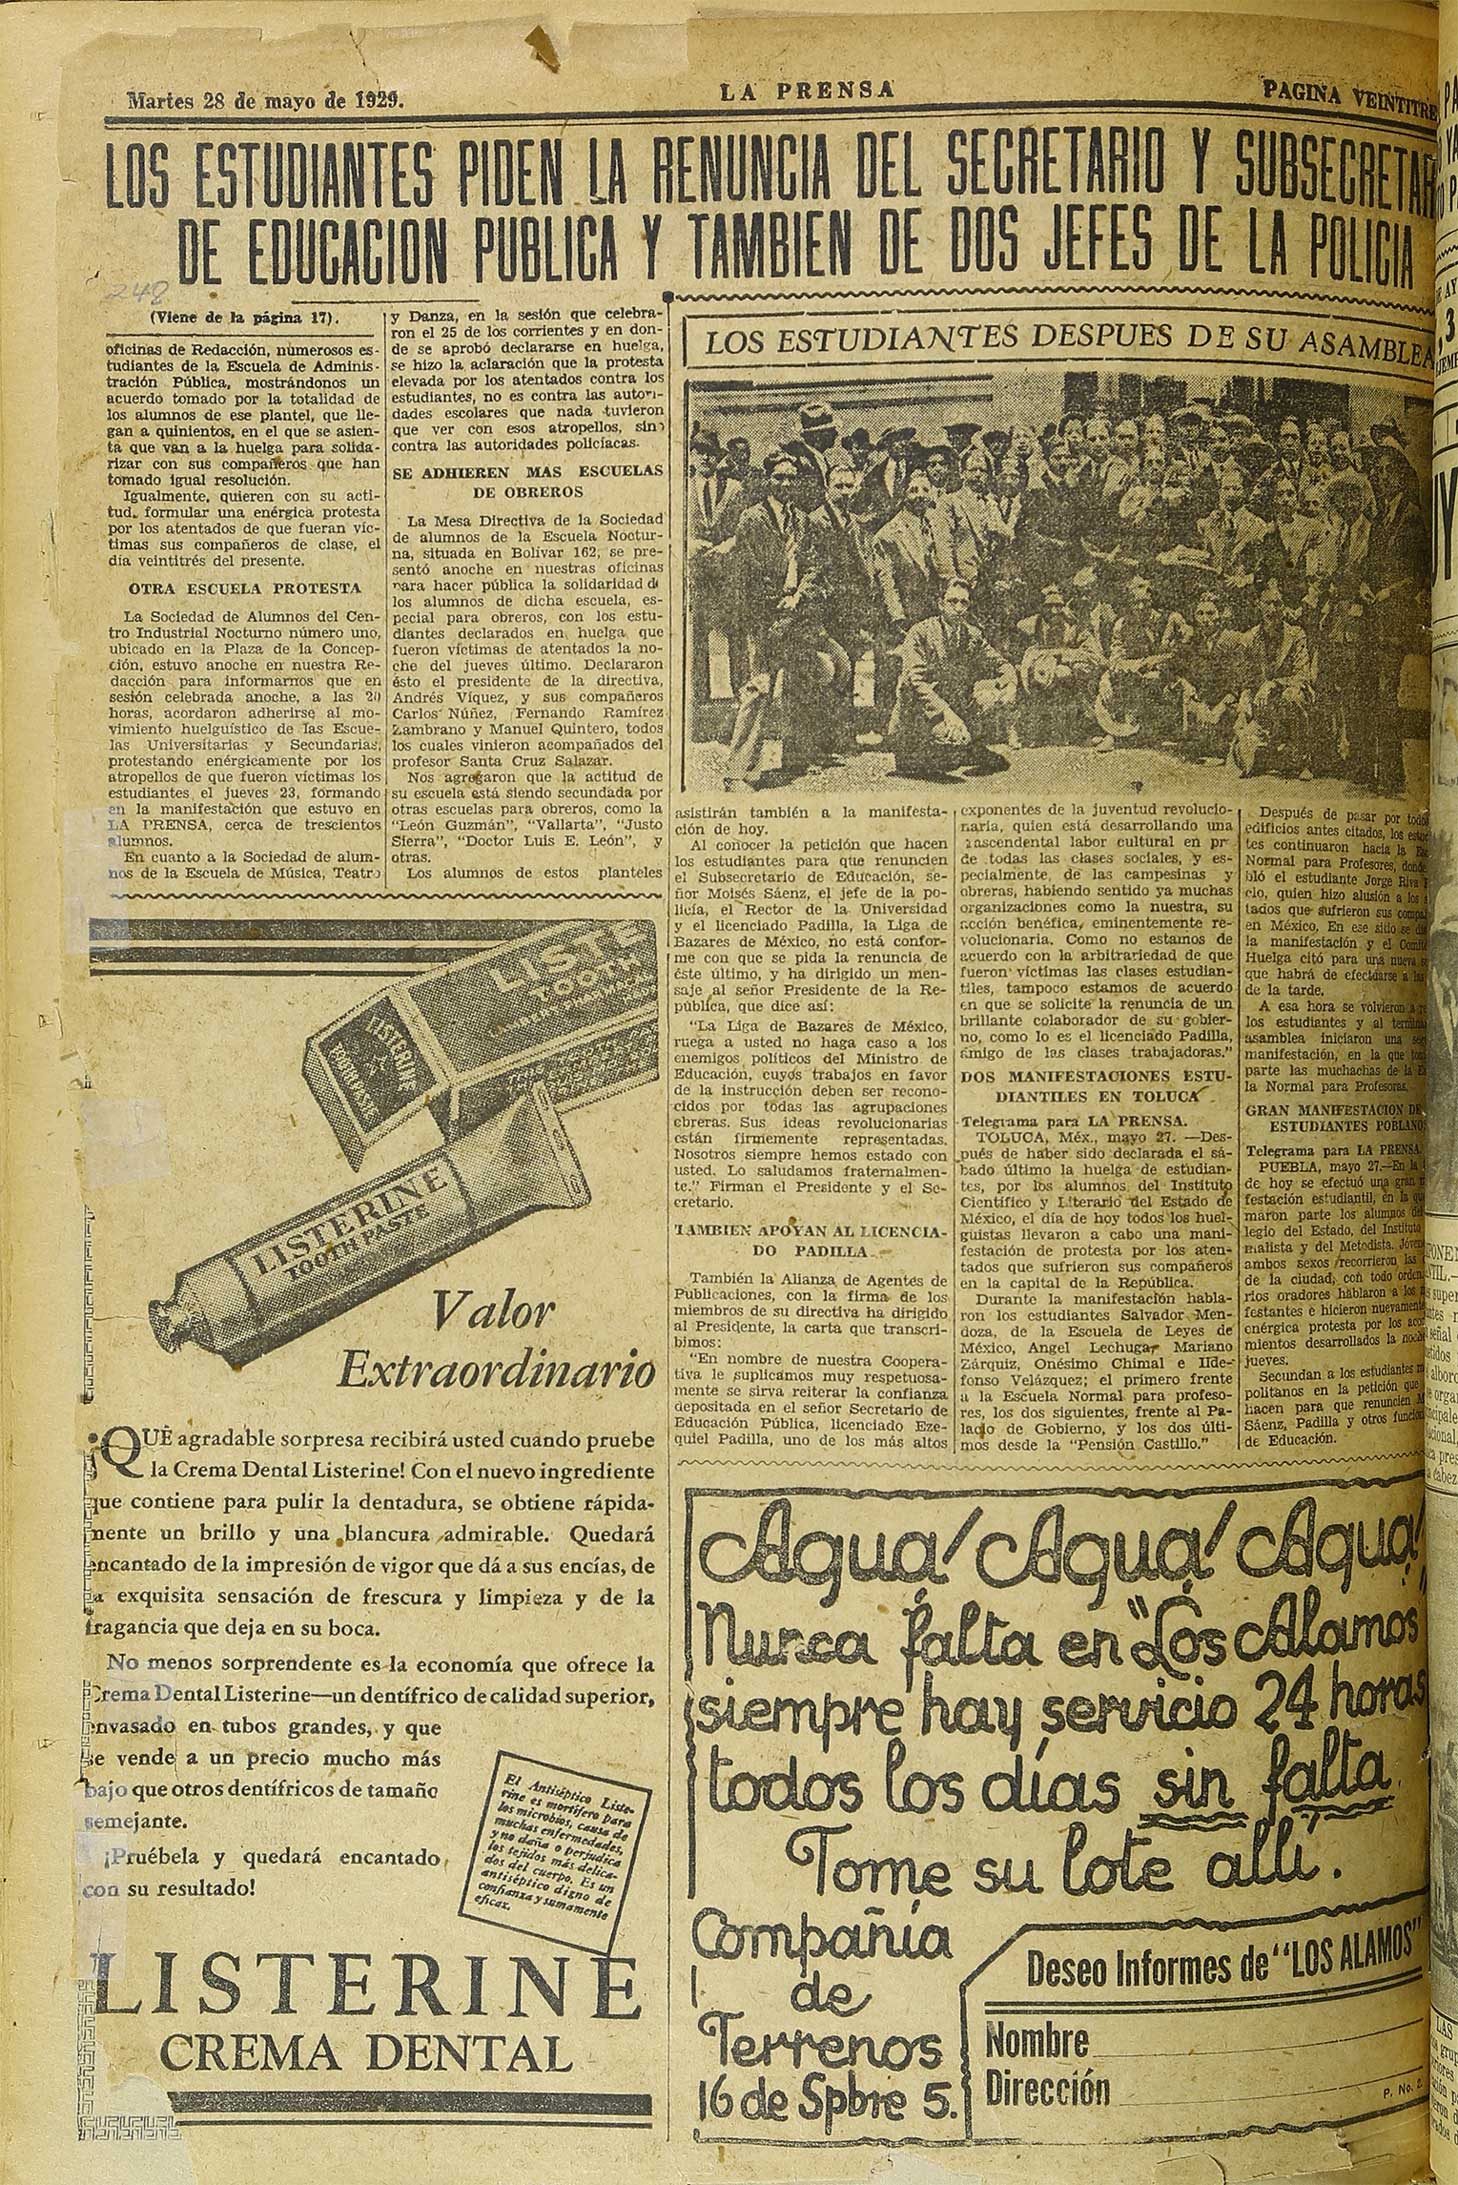 Martes 28 de mayo de 1929.
LA PRENSA
PAGINA VEINTITRE
LOS ESTUDIANTES PIDEN LA RENUNCIA DEL SECRETARIO Y SUBSECRETAR
DE EDUCACION PUBLICA Y TAMBIEN DE DOS JEFES DE LA POLICIA
248
(Viene de la página 17).
oficinas de Redacción, numerosos es-
tudiantes de la Escuela de Adminis-
tración Pública, mostrándonos un
acuerdo tomado por la totalidad de
los alumnos de ese plantel, que lle-
gan a quinientos, en el que se asien-
ta que van a la huelga para solida-
rizar con sus compañeros que han
tomado igual resolución.
Igualmente, quieren con su acti-
tud, formular una enérgica protesta
por los atentados de que fueran víc-
timas sus compañeros de clase, el
día veintitrés del presente.
OTRA ESCUELA PROTESTA
La Sociedad de Alumnos del Cen-
tro Industrial Nocturno número uno,
ubicado en la Plaza de la Concep-
ción, estuvo anoche en nuestra Re-
dacción para informarnos que en
sesión celebrada anoche, a las 20
horas, acordaron adherirse al mo-
vimiento huelguístico de las Escue-
las Universitarias y Secundarias,
protestando enérgicamente por los
atropellos de que fueron víctimas los
estudiantes el jueves 23, formando
en la manifestación que estuvo en
LA PRENSA, cerca de trescientos
alumnos.
En cuanto a la Sociedad de alum-
nos de la Escuela de Música, Teatro
y Danza, en la sesión que celebra-
ron el 25 de los corrientes y en don-
de se aprobó declararse en huelga,
se hizo la aclaración que la protesta
elevada por los atentados contra los
estudiantes, no es contra las autori-
dades escolares que nada tuvieron
que ver con esos atropellos, sino
contra las autoridades policíacas.
SE ADHIEREN MAS ESCUELAS
DE OBREROS
La Mesa Directiva de la Sociedad
de alumnos de la Escuela Noctur-
na, situada en Bolívar 162, se pre-
sentó anoche en nuestras oficinas
para hacer pública la solidaridad de
los alumnos de dicha escuela, es-
pecial para obreros, con los estu-
diantes declarados en huelga que
fueron víctimas de atentados la no-
che del jueves último. Declararon
ésto el presidente de la directiva,
Andrés Víquez, y sus compañeros
Carlos Núñez, Fernando Ramírez
Zambrano y Manuel Quintero, todos
los cuales vinieron acompañados del
profesor Santa Cruz Salazar.
Nos agregaron que la actitud de
su escuela está siendo secundada por
otras escuelas para obreros, como la
"León Guzmán", "Vallarta", "Justo
Sierra", "Doctor Luis E. León", y
otras.
Los alumnos de estos planteles
LOS ESTUDIANTES DESPUES DE SU ASAMBLEA
asistirán también a la manifesta-
ción de hoy.
Al conocer la petición que hacen
los estudiantes para que renuncien
el Subsecretario de Educación, se-
ñor Moisés Sáenz, el jefe de la po-
licía, el Rector de la Universidad
y el licenciado Padilla, la Liga de
Bazares de México, no está confor-
me con que se pida la renuncia de
éste último, y ha dirigido un men-
saje al señor Presidente de la Re-
pública, que dice así:
"La Liga de Bazares de México,
ruega a usted no haga caso a los
enemigos políticos del Ministro de
Educación, cuyos trabajos en favor
de la instrucción deben ser recono-
cidos por todas las agrupaciones
obreras. Sus ideas revolucionarias
están firmemente representadas.
Nosotros siempre hemos estado con
usted. Lo saludamos fraternalmen-
te." Firman el Presidente y el Se-
cretario.
TAMBIEN APOYAN AL LICENCIA-
DO PADILLA
También la Alianza de Agentes de
Publicaciones, con la firma de los
miembros de su directiva ha dirigido
al Presidente, la carta que transcri-
bimos:
"En nombre de nuestra Coopera-
tiva le suplicamos muy respetuosa-
mente se sirva reiterar la confianza
depositada en el señor Secretario de
Educación Pública, licenciado Eze-
quiel Padilla, uno de los más altos
exponentes de la juventud revolucio-
naria, quien está desarrollando una
trascendental labor cultural en pr
de todas las clases sociales, y es-
pecialmente, de las campesinas y
obreras, habiendo sentido ya muchas
organizaciones como la nuestra, su
acción benéfica, eminentemente re-
volucionaria. Como no estamos de
acuerdo con la arbitrariedad de que
fueron víctimas las clases estudian-
tiles, tampoco estamos de acuerdo
en que se solicite la renuncia de un
brillante colaborador de su gobier-
no, como lo es el licenciado Padilla,
amigo de las clases trabajadoras."
DOS MANIFESTACIONES ESTU-
DIANTILES EN TOLUCA
Telegrama para LA PRENSA.
TOLUCA, Méx., mayo 27. —Des-
pués de haber sido declarada el sá-
bado último la huelga de estudian-
tes, por los alumnos del Instituto
Científico y Literario del Estado de
México, el día de hoy todos los huel-
guistas llevaron a cabo una mani-
festación de protesta por los aten-
tados que sufrieron sus compañeros
en la capital de la República.
Durante la manifestación habla-
ron los estudiantes Salvador Men-
doza, de la Escuela de Leyes de
México, Angel Lechugar Mariano
Zárquiz, Onésimo Chimal e Ilde-
fonso Velázquez; el primero frente
a la Escuela Normal para profeso-
res, los dos siguientes, frente al Pa-
lacio de Gobierno, y los dos últi-
mos desde la "Pensión Castillo."
Después de pasar por todo
edificios antes citados, los estu
tes continuaron hacia la Es
Normal para Profesores, dond
bló el estudiante Jorge Riva
cio, quien hizo alusión a los
tados que sufrieron sus compa
en México. En ese sitio se
la manifestación y el Comité
Huelga citó para una nueva
que habrá de efectuarse a las
de la tarde.
A esa hora se volvieron a
los estudiantes y al termin
asamblea iniciaron una
manifestación, en la que
parte las muchachas de la
la Normal para Profesoras.
GRAN MANIFESTACION DE
ESTUDIANTES POBLANO
Telegrama para LA PRENSA.
PUEBLA, mayo 27.—En la
de hoy se efectuó una gran
festación estudiantil, en la que
maron parte los alumnos del
legio del Estado, del Instituto
malista y del Metodista. Jóven
ambos sexos recorrieron las
de la ciudad, con todo orden
rios oradores hablaron a los
festantes e hicieron nuevamente
enérgica protesta por los acon
mientos desarrollados la noche
jueves.
Secundan a los estudiantes
politanos en la petición que
hacen para que renuncien
Sáenz, Padilla y otros funcion
de Educación.
LISTERINE
TOOTH
LISTERINE
LISTERINE
TOOTH PASTE
Valor
Extraordinario
¡QUÉ agradable sorpresa recibirá usted cuando pruebe
la Crema Dental Listerine! Con el nuevo ingrediente
que contiene para pulir la dentadura, se obtiene rápida-
mente un brillo y una blancura admirable. Quedará
encantado de la impresión de vigor que dá a sus encías, de
la exquisita sensación de frescura y limpieza y de la
fragancia que deja en su boca.
No menos sorprendente es la economía que ofrece la
Crema Dental Listerine—un dentífrico de calidad superior,
envasado en tubos grandes, y que
se vende a un precio mucho más
bajo que otros dentífricos de tamaño
semejante.
¡Pruébela y quedará encantado
con su resultado!
El Antiséptico Liste-
rine es mortífero para
los microbios, causa de
muchas enfermedades,
y no daña o perjudica
los tejidos más delica-
dos del cuerpo. Es un
antiséptico digno de
confianza y sumamente
eficaz.
LISTERINE
CREMA DENTAL
Agua! Agua! Agua!
Nunca falta en "Los Alamos"
siempre hay servicio 24 horas
todos los días sin falta.
Tome su lote allí.
Compañía
de
Terrenos
16 de Spbre 5.
Deseo Informes de "LOS ALAMOS"
Nombre
Dirección
P. No. 2.